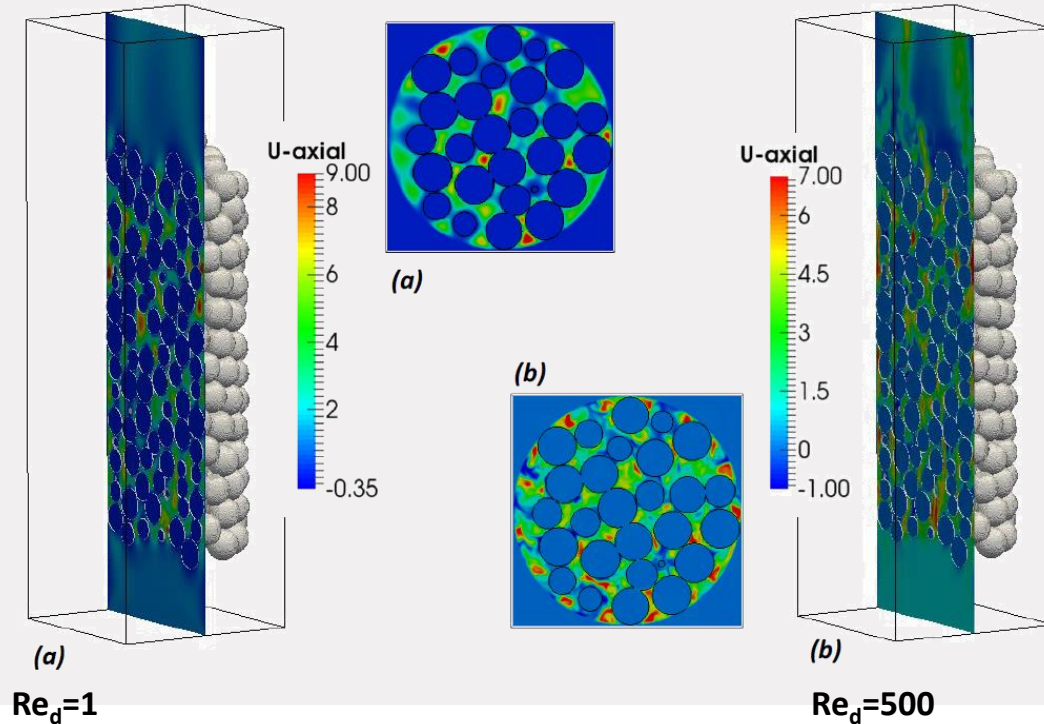 U-axial
9.00
8
6
4
2
-0.35
(a)
(a)
Re_d=1
(b)
U-axial
7.00
6
4.5
3
1.5
0
-1.00
(b)
Re_d=500